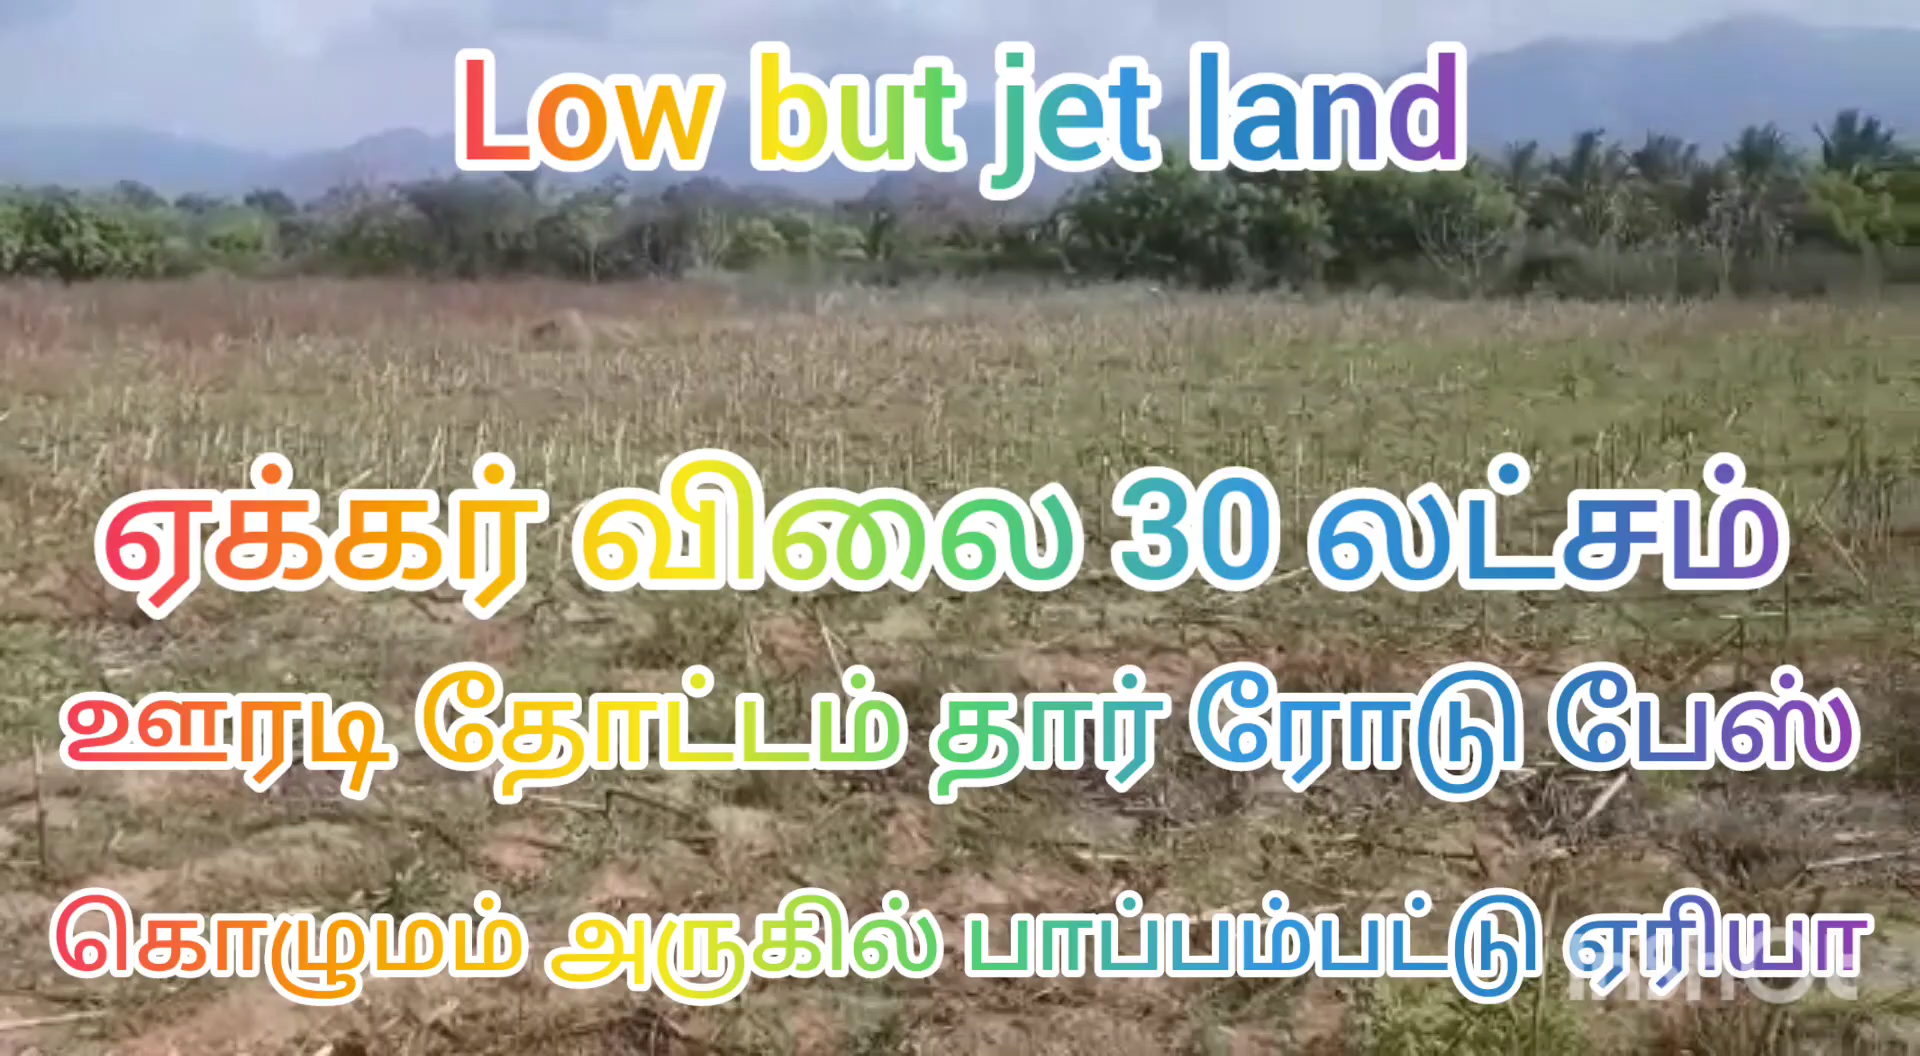 Low but jet land
ஏக்கர் விலை 30 லட்சம்
ஊரடி தோட்டம் தார் ரோடு பேஸ்
கொழுமம் அருகில் பாப்பம்பட்டு ஏரியா